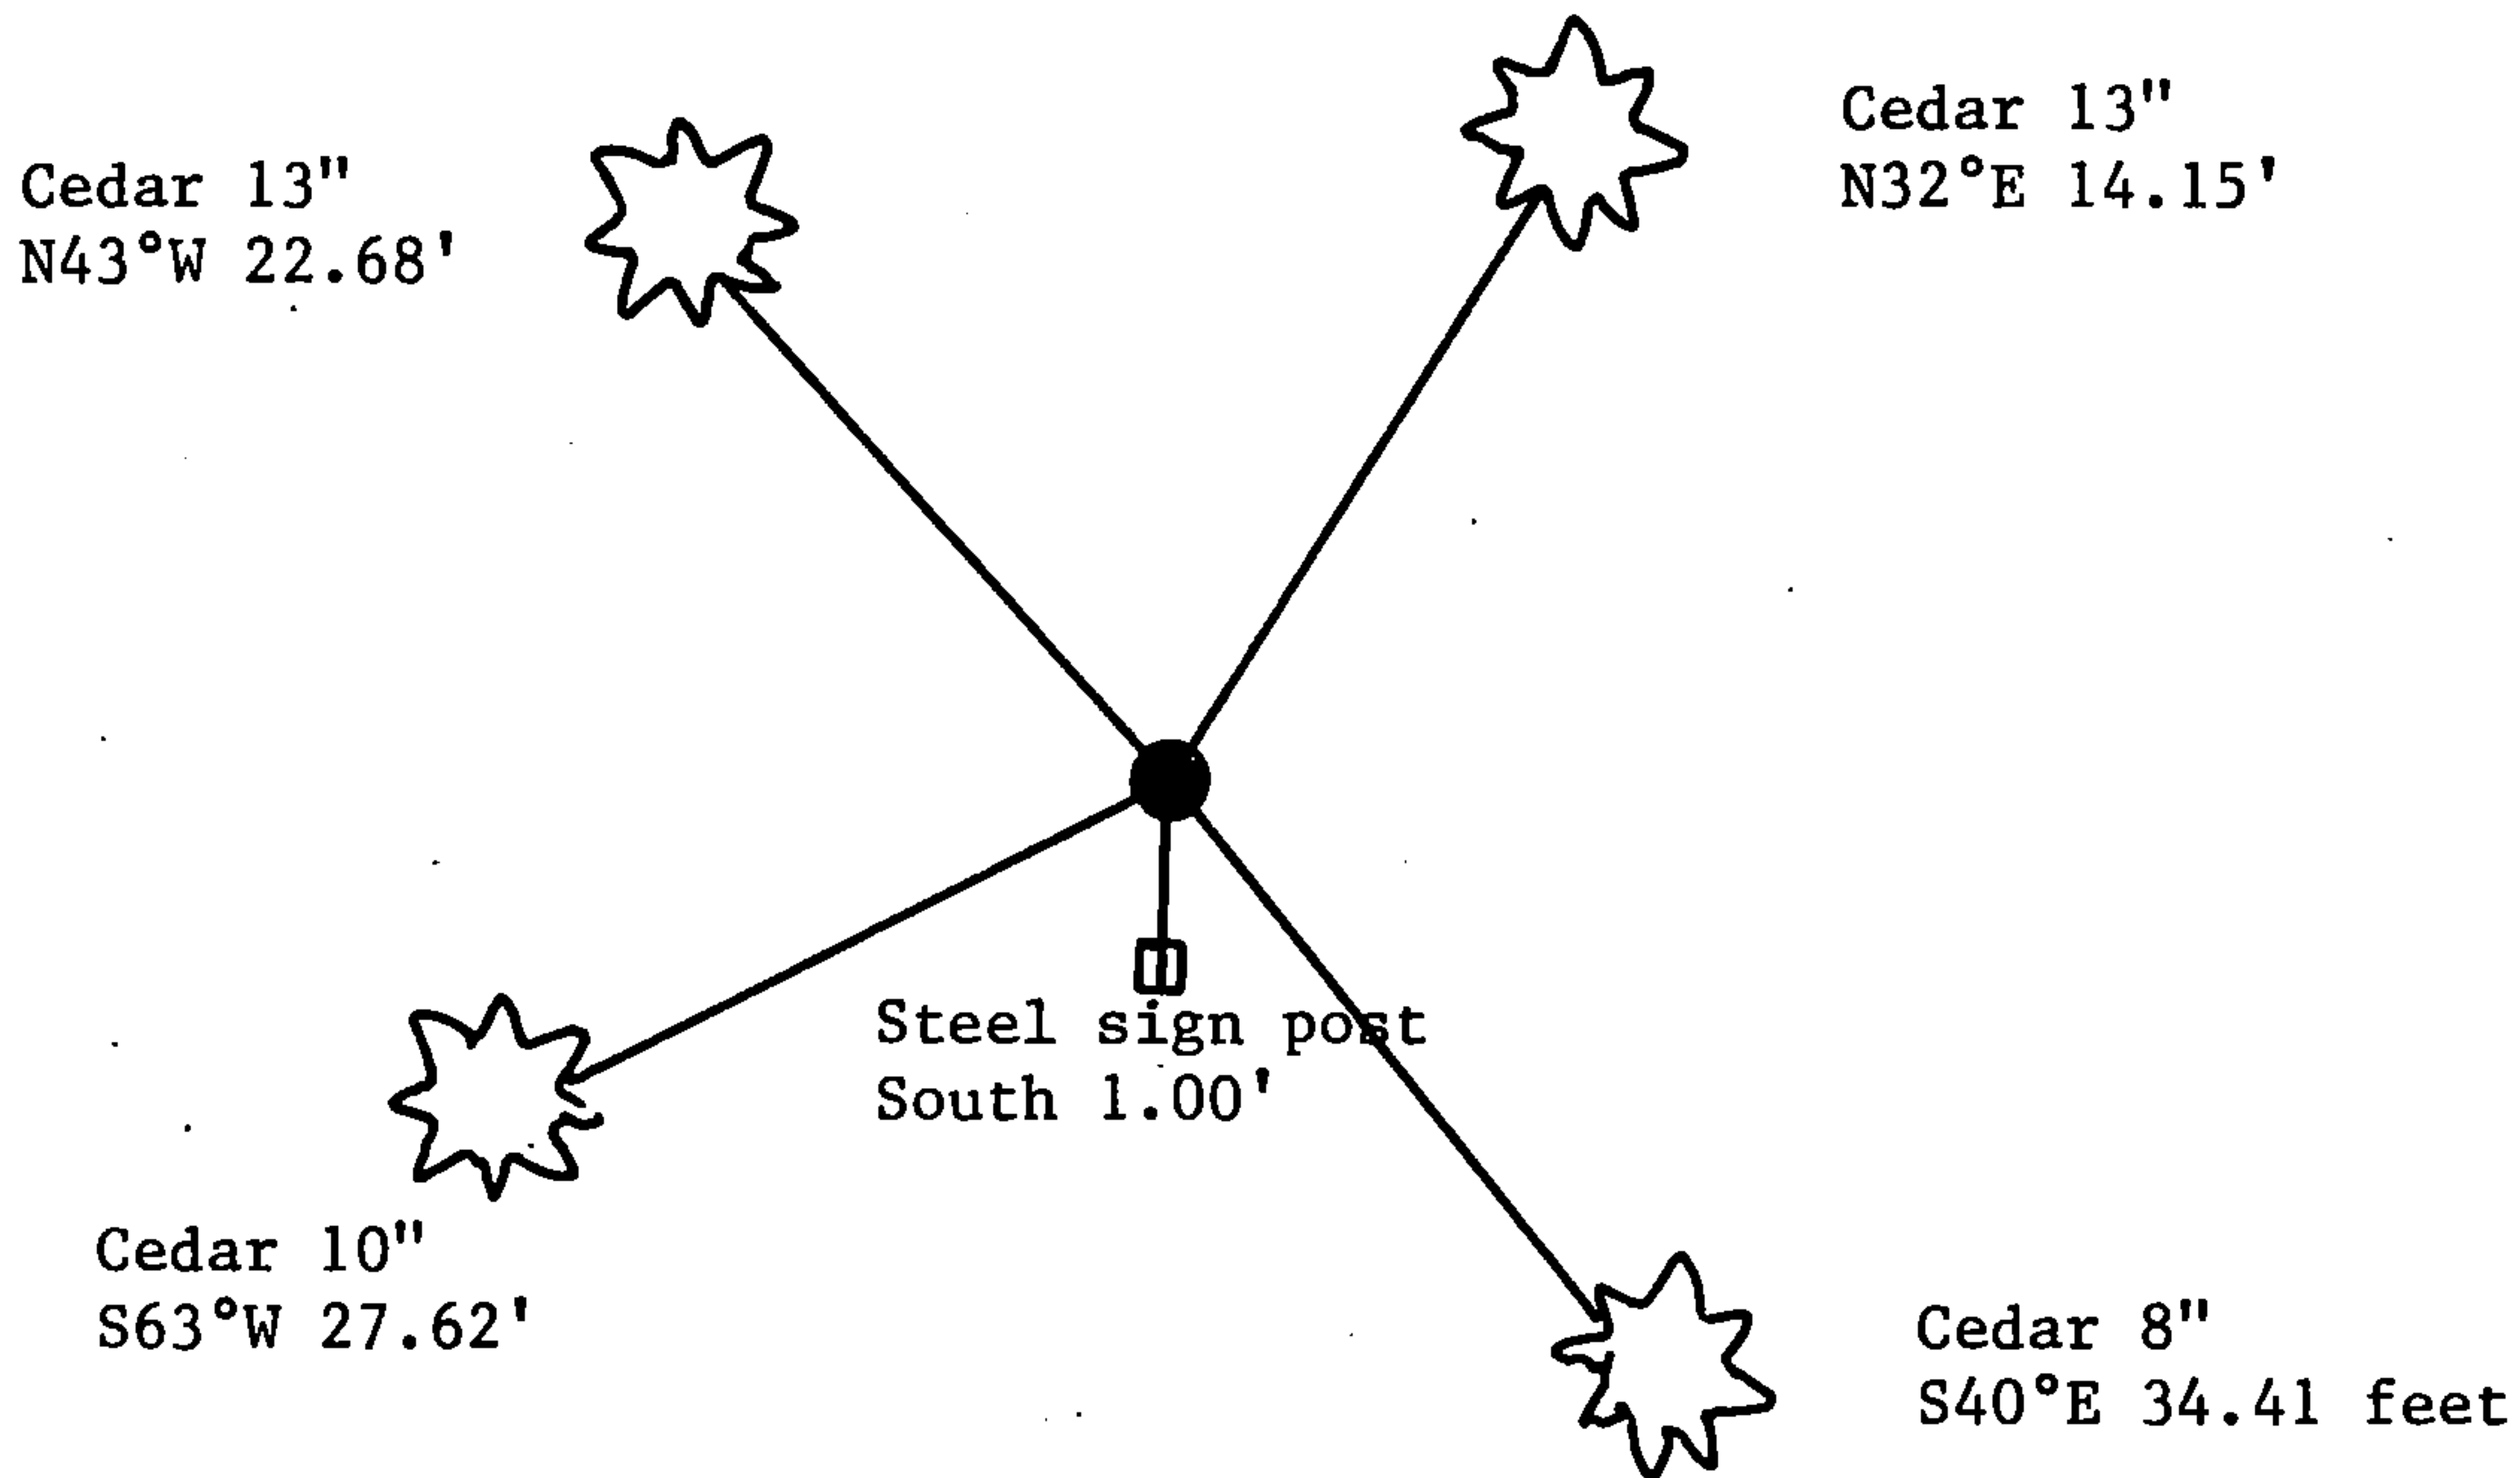 Cedar 13"
N32°E 14.15'
Cedar 13"
N43°W 22.68'
Steel sign post
South 1.00'
Cedar 10"
S63°W 27.62'
Cedar 8"
S40°E 34.41 feet